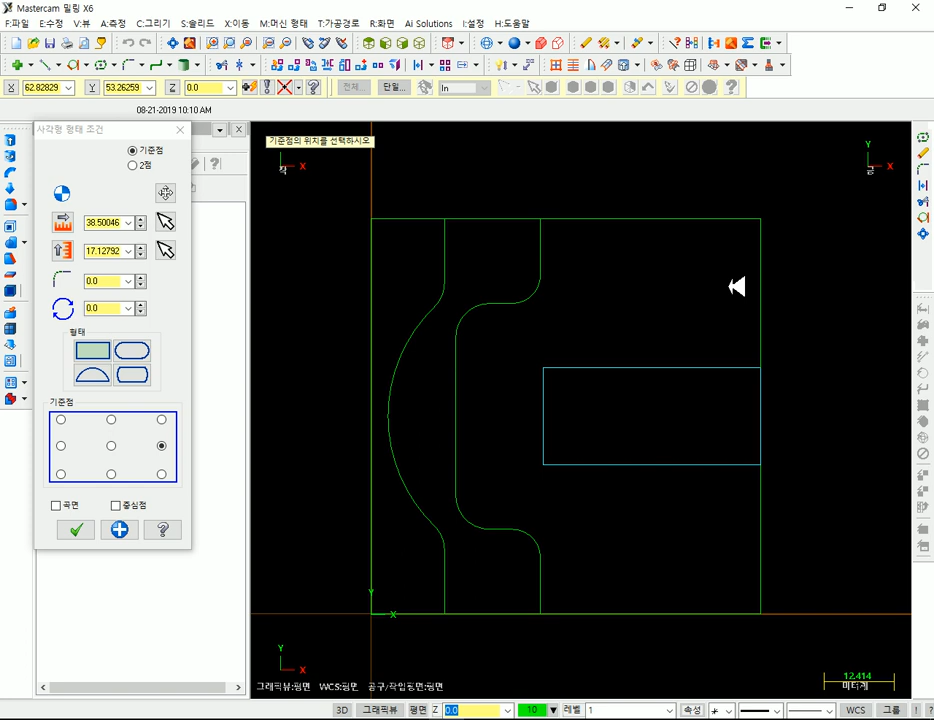 Mastercam 밀링 X6
F:파일 E:수정 V:뷰 A:측정 C:그리기 S:솔리드 X:이동 M:머신 형태 T:가공경로 R:화면 Ai Solutions I:설정 H:도움말
X 62.82829 Y 53.26259 Z 0.0 전체... 단일... In
08-21-2019 10:10 AM
사각형 형태 조건
기준점
2점
38.50046
17.12792
0.0
0.0
형태
기준점
곡면 중심점
기준점의 위치를 선택하시오
X
Y
X
공
Y
X
Y
X
그래픽뷰:평면 WCS:평면 공구/작업평면:평면
12.414
미터계
3D 그래픽뷰 평면 Z 0.0 10 레벨 1 속성 WCS 그룹 ! ?